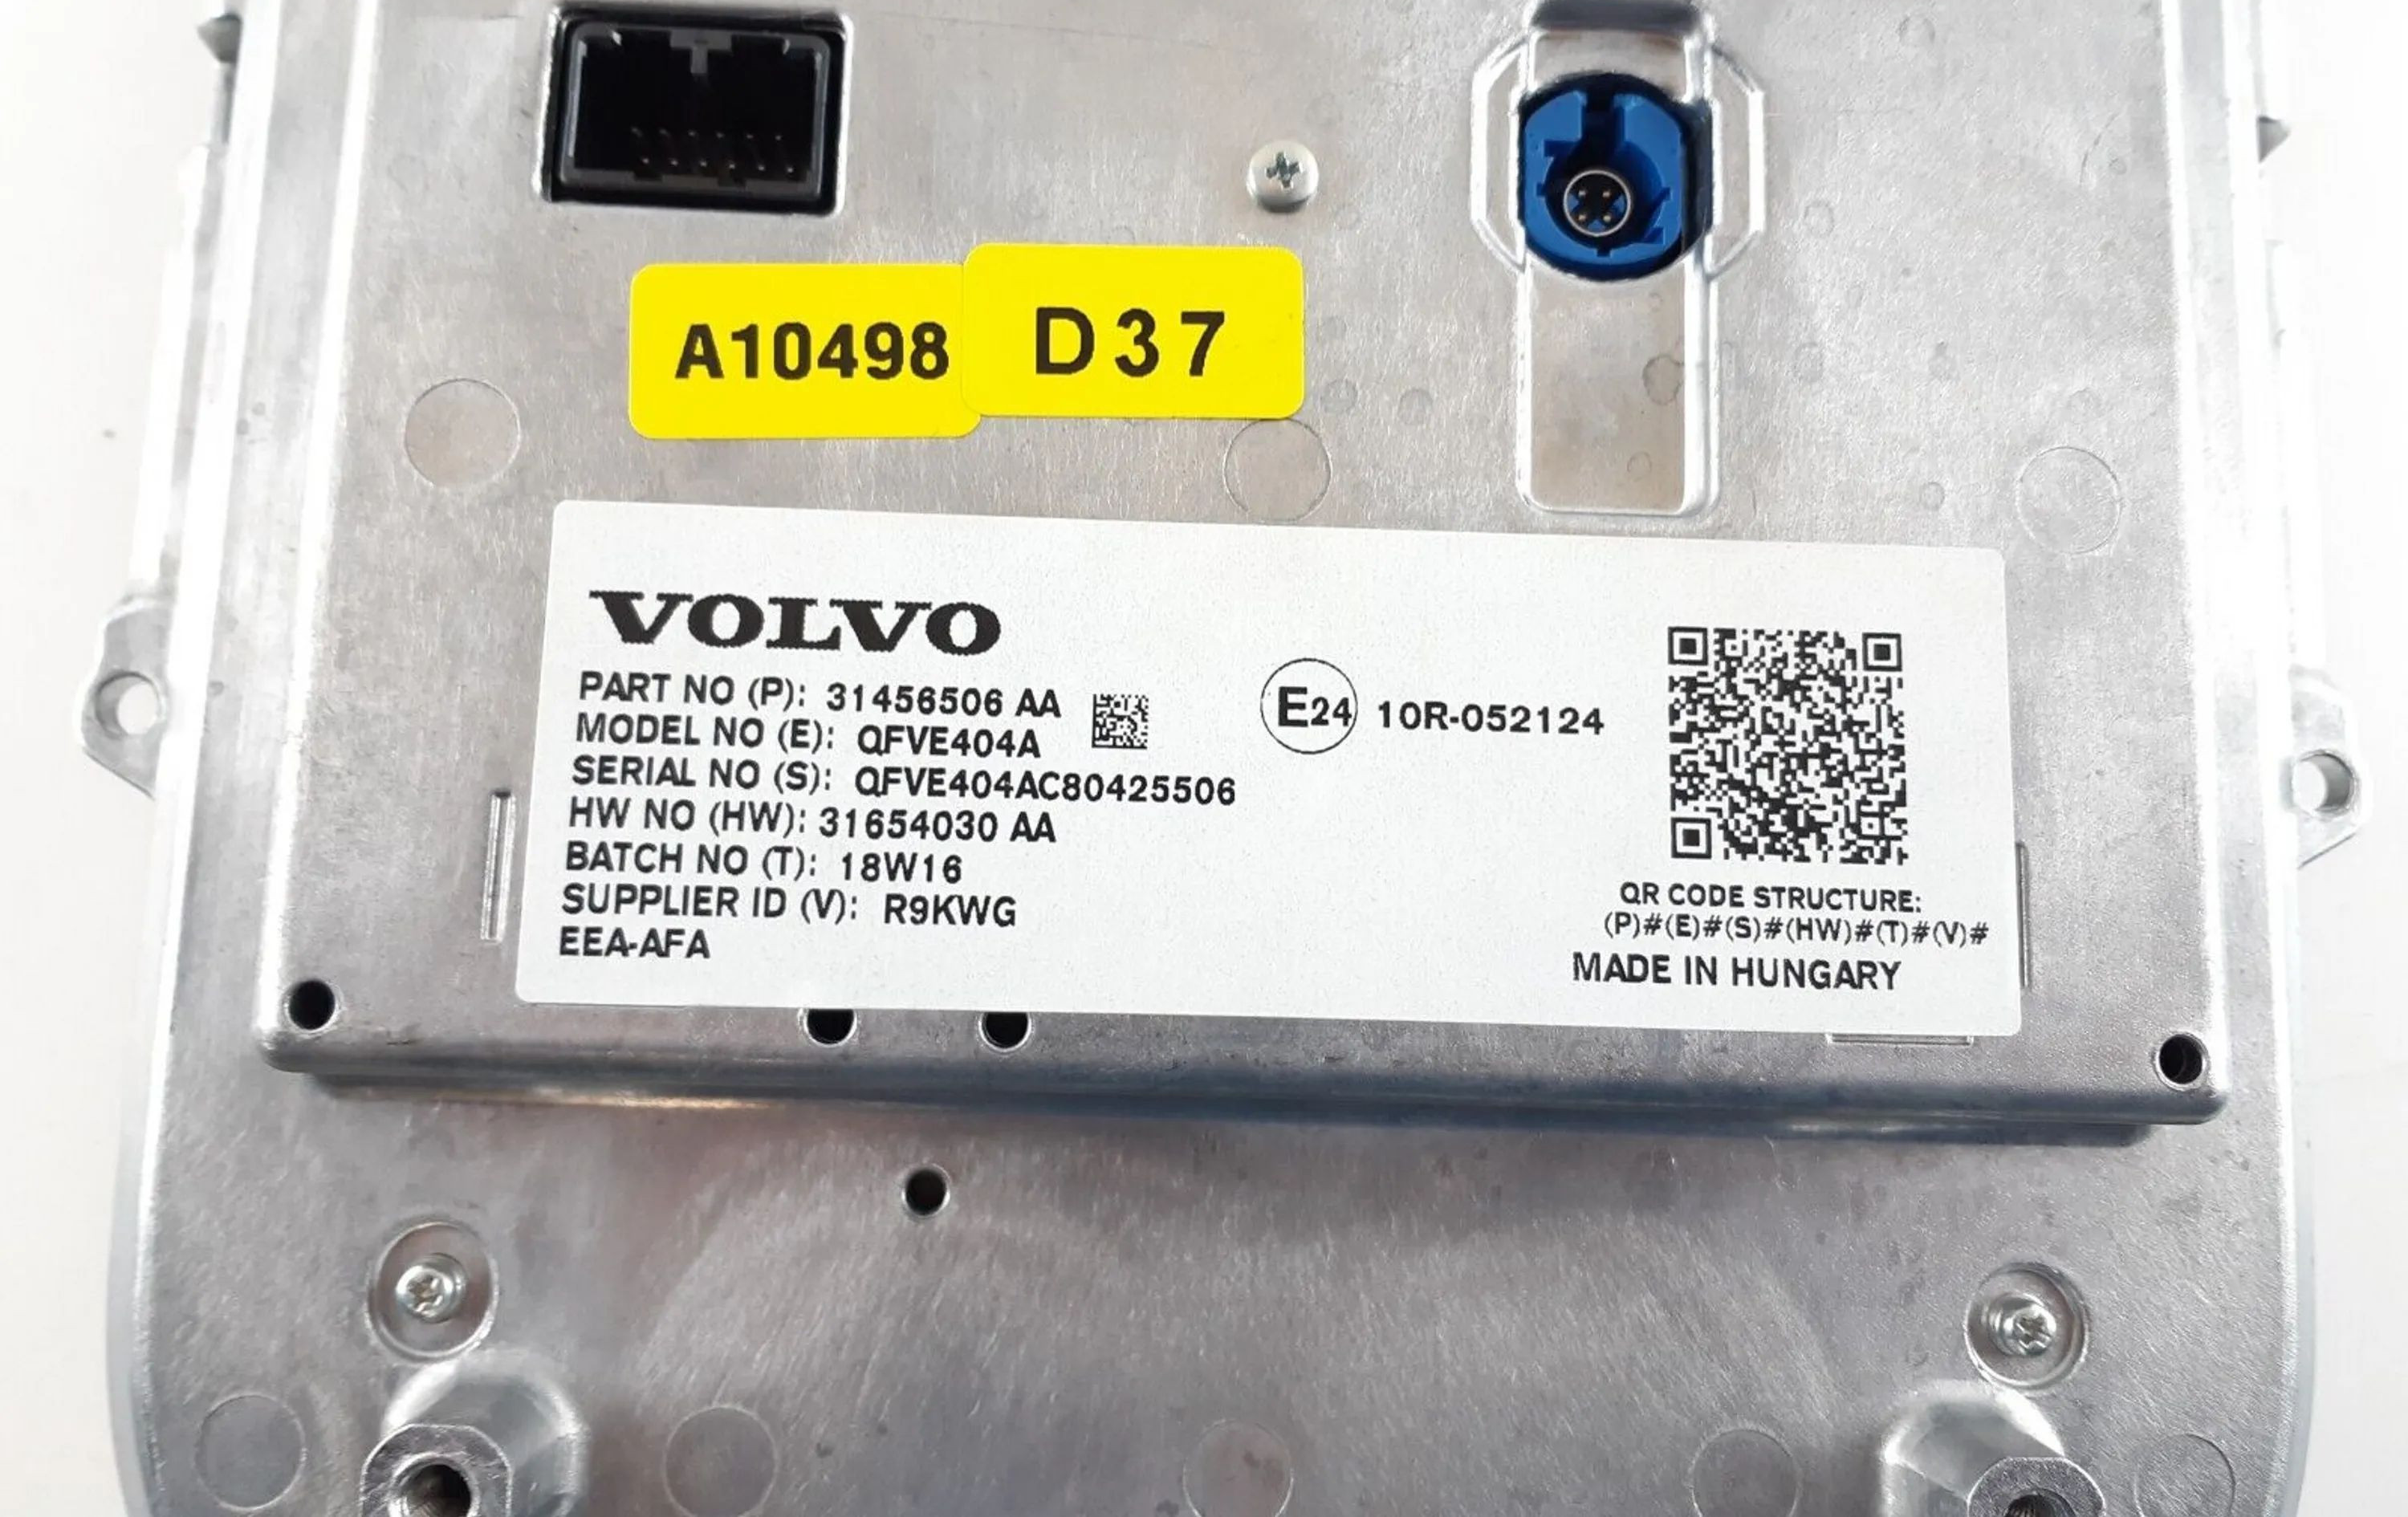 A10498
D37
VOLVO
PART NO (P): 31456506 AA
MODEL NO (E): QFVE404A
SERIAL NO (S): QFVE404AC80425506
HW NO (HW): 31654030 AA
BATCH NO (T): 18W16
SUPPLIER ID (V): R9KWG
EEA-AFA
E24 10R-052124
QR CODE STRUCTURE:
(P)#(E)#(S)#(HW)#(T)#(V)#
MADE IN HUNGARY